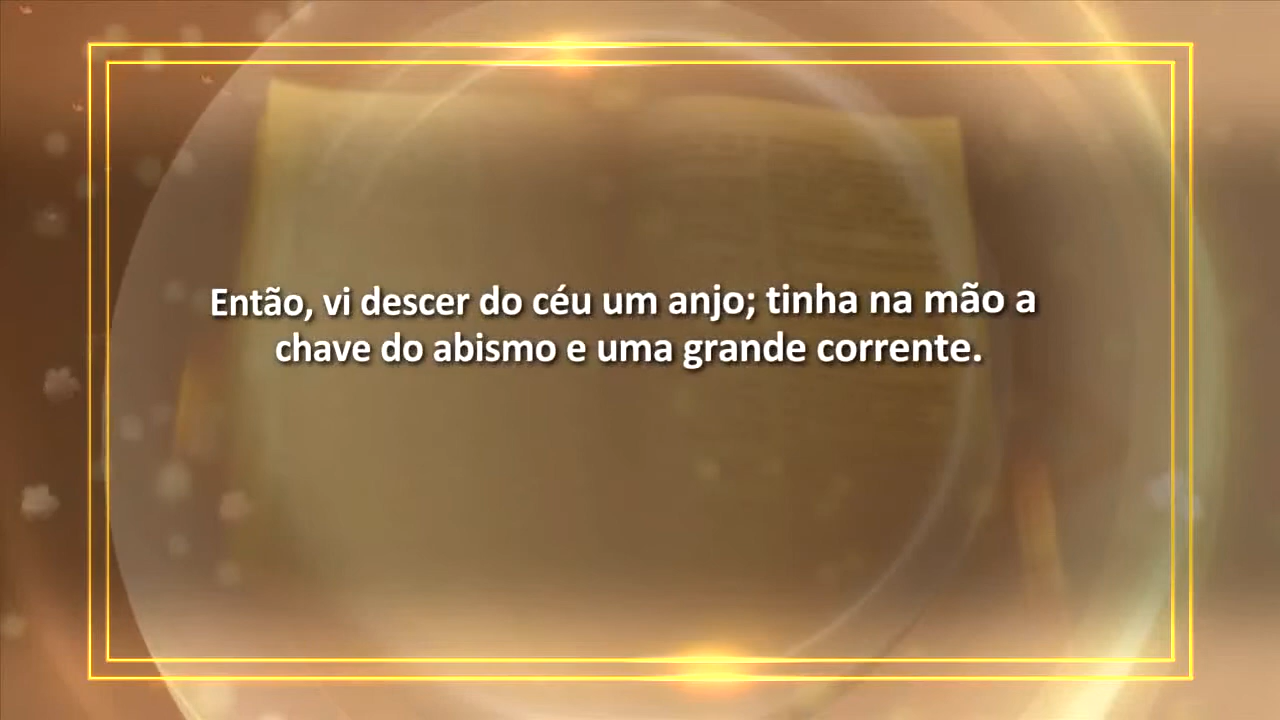 Então, vi descer do céu um anjo; tinha na mão a
chave do abismo e uma grande corrente.